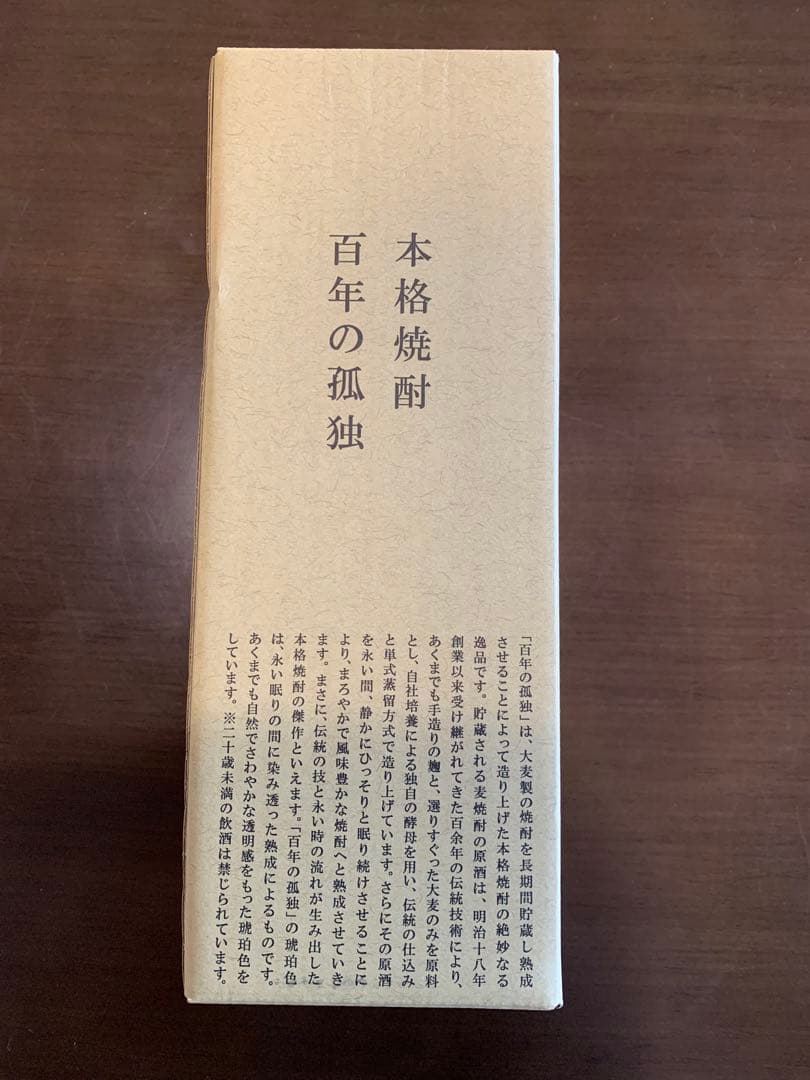 本格焼酎
百年の孤独
「百年の孤独」は、大麦製の焼酎を長期間貯蔵し熟成
させることによって造り上げた本格焼酎の絶妙なる
逸品です。貯蔵される麦焼酎の原酒は、明治十八年
創業以来受け継がれてきた百余年の伝統技術により、
あくまでも手造りの麹と、選りすぐった大麦のみを原料
とし、自社培養による独自の酵母を用い、伝統の仕込み
と単式蒸留方式で造り上げています。さらにその原酒
を永い間、静かにひっそりと眠り続けさせることに
より、まろやかで風味豊かな焼酎へと熟成させていき
ます。まさに、伝統の技と永い時の流れが生み出した
本格焼酎の傑作といえます。「百年の孤独」の琥珀色
は、永い眠りの間に染み透った熟成によるものです。
あくまでも自然でさわやかな透明感をもった琥珀色を
しています。※二十歳未満の飲酒は禁じられています。